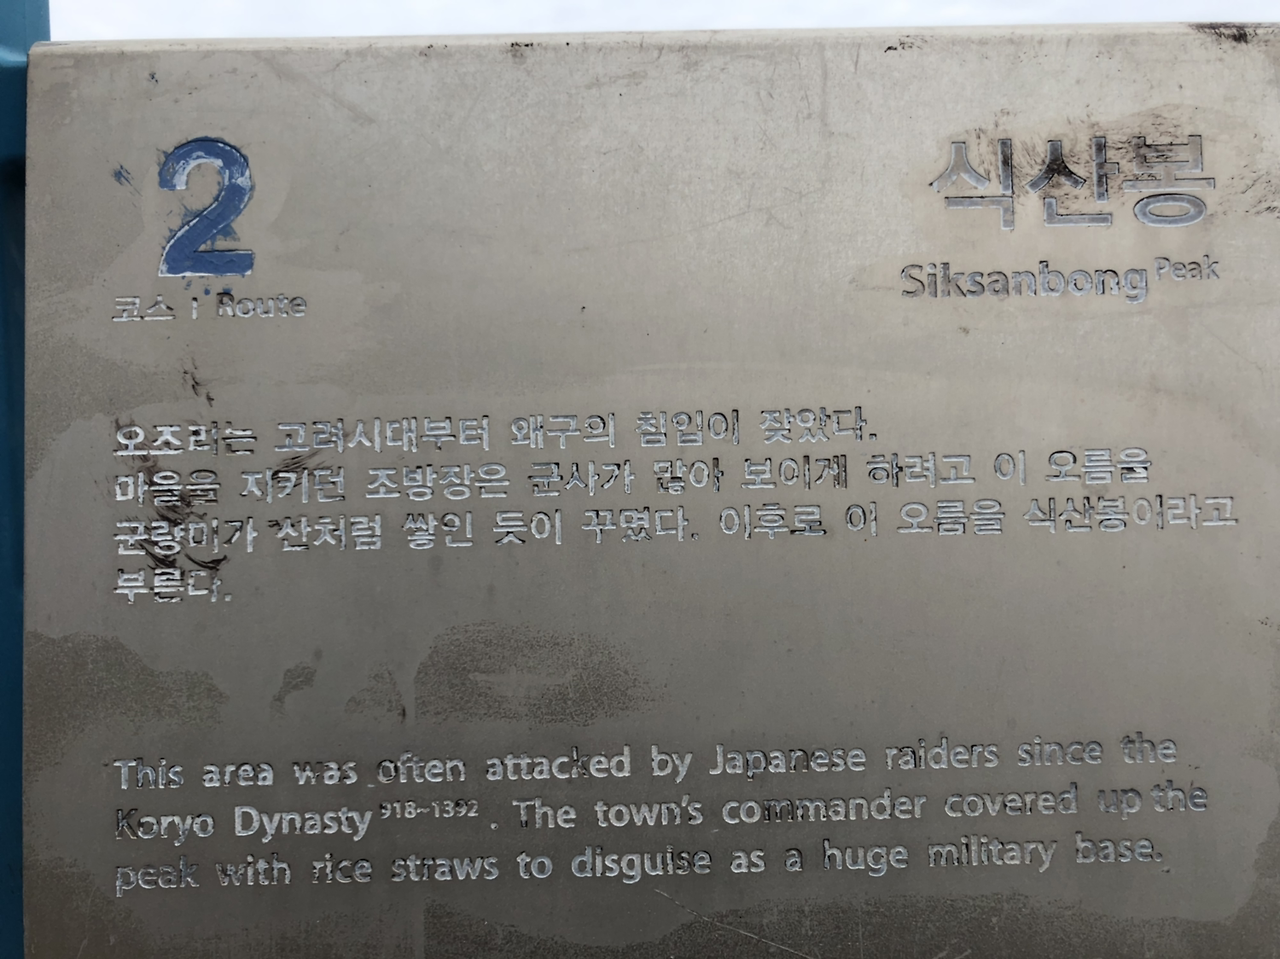 2
코스 | Route
식산봉
Siksanbong Peak
오조리는 고려시대부터 왜구의 침입이 잦았다.
마을을 지키던 조방장은 군사가 많아 보이게 하려고 이 오름을
군량미가 산처럼 쌓인 듯이 꾸몄다. 이후로 이 오름을 식산봉이라고
부른다.
This area was often attacked by Japanese raiders since the
Koryo Dynasty 918~1392 . The town's commander covered up the
peak with rice straws to disguise as a huge military base.